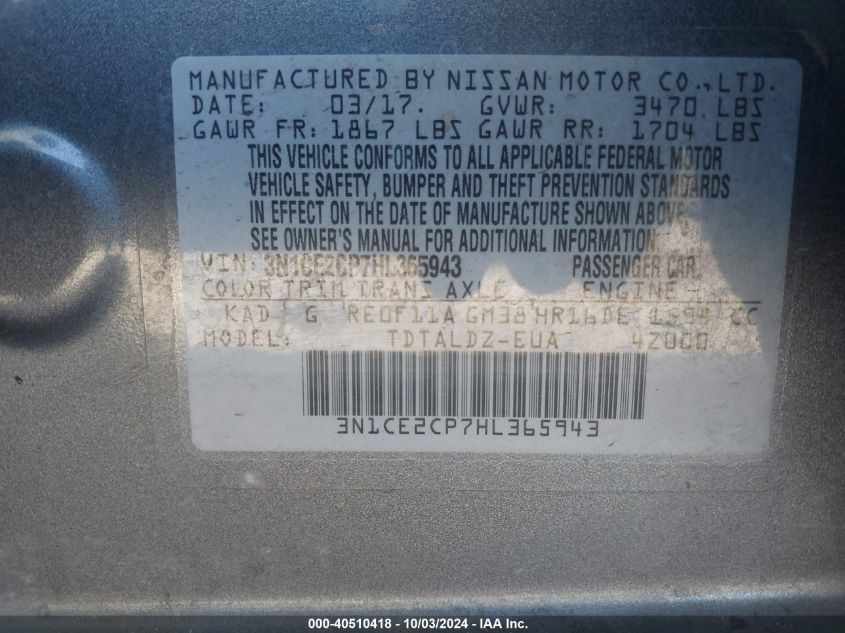 MANUFACTURED BY NISSAN MOTOR CO., LTD.
DATE: 03/17. GVWR: 3470 LBS
GAWR FR: 1867 LBS GAWR RR: 1704 LBS
THIS VEHICLE CONFORMS TO ALL APPLICABLE FEDERAL MOTOR
VEHICLE SAFETY, BUMPER AND THEFT PREVENTION STANDARDS
IN EFFECT ON THE DATE OF MANUFACTURE SHOWN ABOVE.
SEE OWNER'S MANUAL FOR ADDITIONAL INFORMATION.
VIN: 3N1CE2CP7HL365943 PASSENGER CAR
COLOR TRIM TRANS AXLE ENGINE
KAD G RE0F11A GM38 HR16DE 1598 CC
MODEL: TDTALDZ-EUA
3N1CE2CP7HL365943
000-40510418 - 10/03/2024 - IAA Inc.